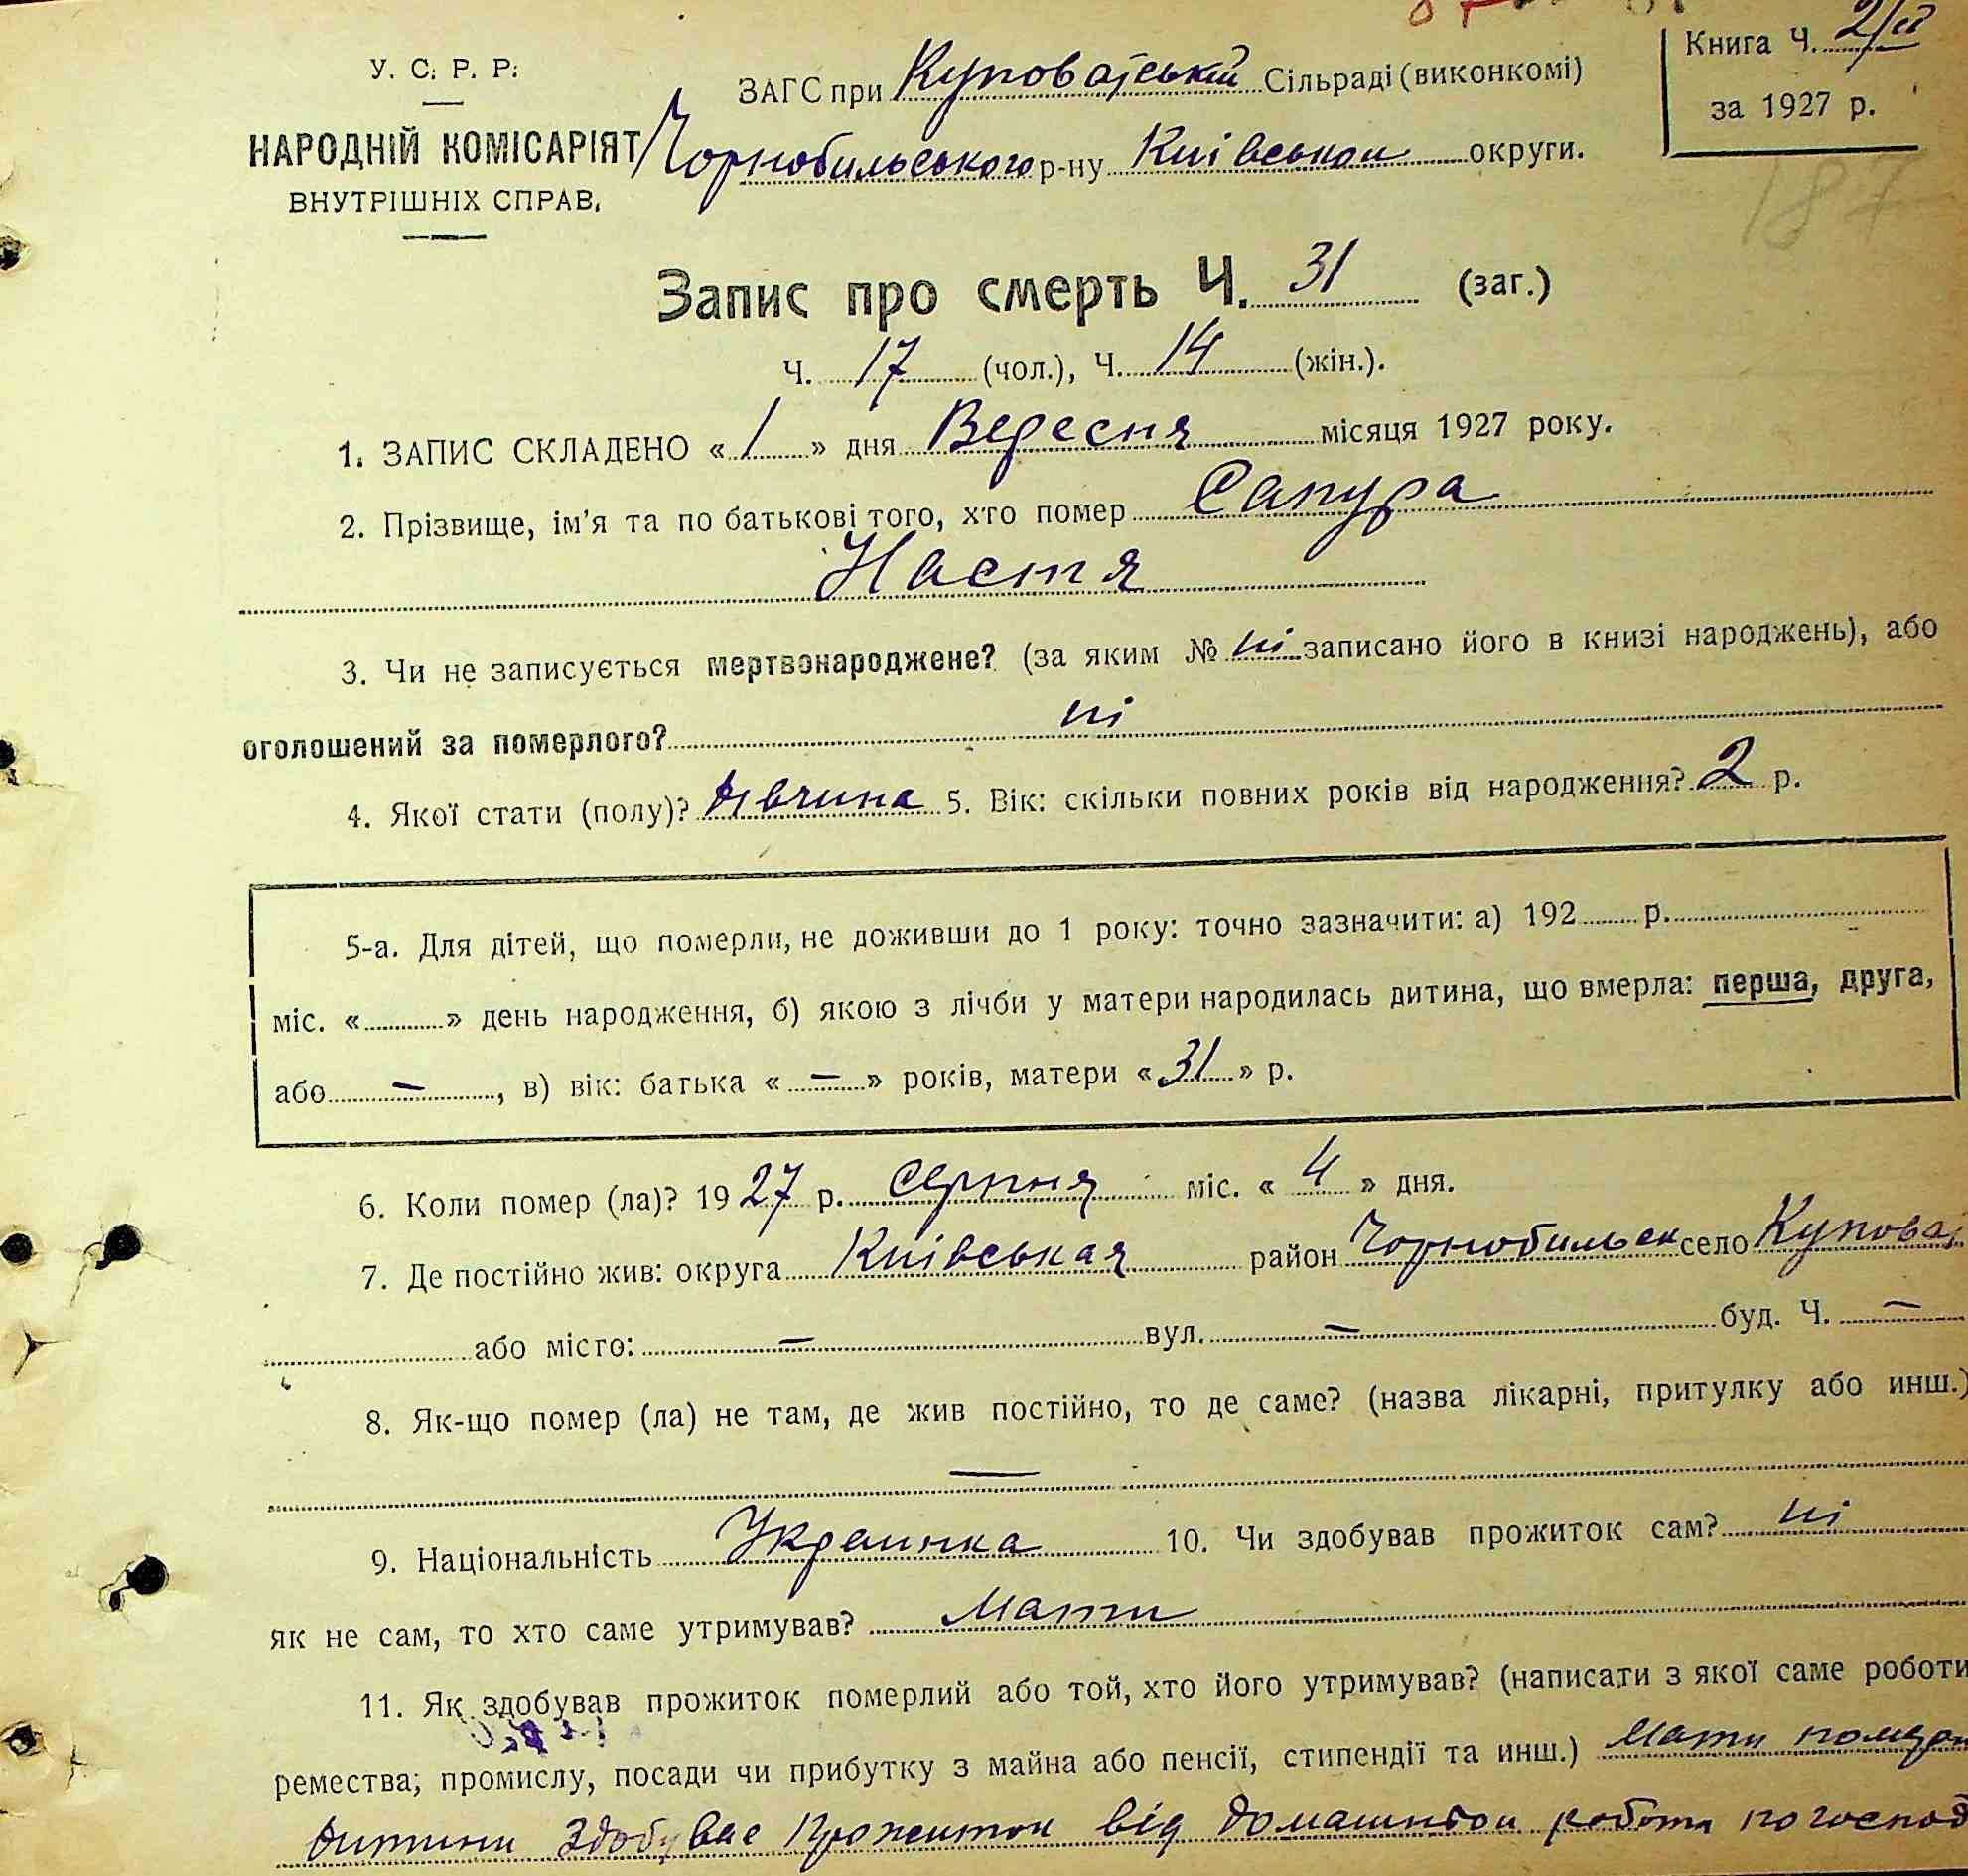 Книга Ч. 2/II
за 1927 р.
187
У. С. Р. Р.
НАРОДНІЙ КОМІСАРІЯТ
ВНУТРІШНІХ СПРАВ.
ЗАГС при Куповатській Сільраді (виконкомі)
Чорнобильського р-ну Київськои округи.
Запис про смерть Ч. 31 (заг.)
Ч. 17 (чол.), Ч. 14 (жін.).
1. ЗАПИС СКЛАДЕНО «1» дня Вересня місяця 1927 року.
2. Прізвище, ім’я та по батькові того, хто помер Сапура
Настя
3. Чи не записується мертвонароджене? (за яким № ні записано його в книзі народжень), або
оголошений за померлого? ні
4. Якої стати (полу)? Дівчина 5. Вік: скільки повних років від народження? 2 р.
5-а. Для дітей, що померли, не доживши до 1 року: точно зазначити: а) 192 р.
міс. « » день народження, б) якою з лічби у матери народилась дитина, що вмерла: перша, друга,
або —, в) вік: батька « — » років, матери « 31 » р.
6. Коли помер (ла)? 1927 р. Серпня міс. « 4 » дня.
7. Де постійно жив: округа Київськая район Чорнобильск село Купова
або місто: — вул. — буд. Ч. —
8. Як-що помер (ла) не там, де жив постійно, то де саме? (назва лікарні, притулку або инш.)
—
9. Національність Украинка 10. Чи здобував прожиток сам? ні
як не сам, то хто саме утримував? Мати
11. Як здобував прожиток померлий або той, хто його утримував? (написати з якої саме роботи
ремества; промислу, посади чи прибутку з майна або пенсії, стипендії та инш.) Мати
дитини здобувае прожиток від домашньои роботи по господ